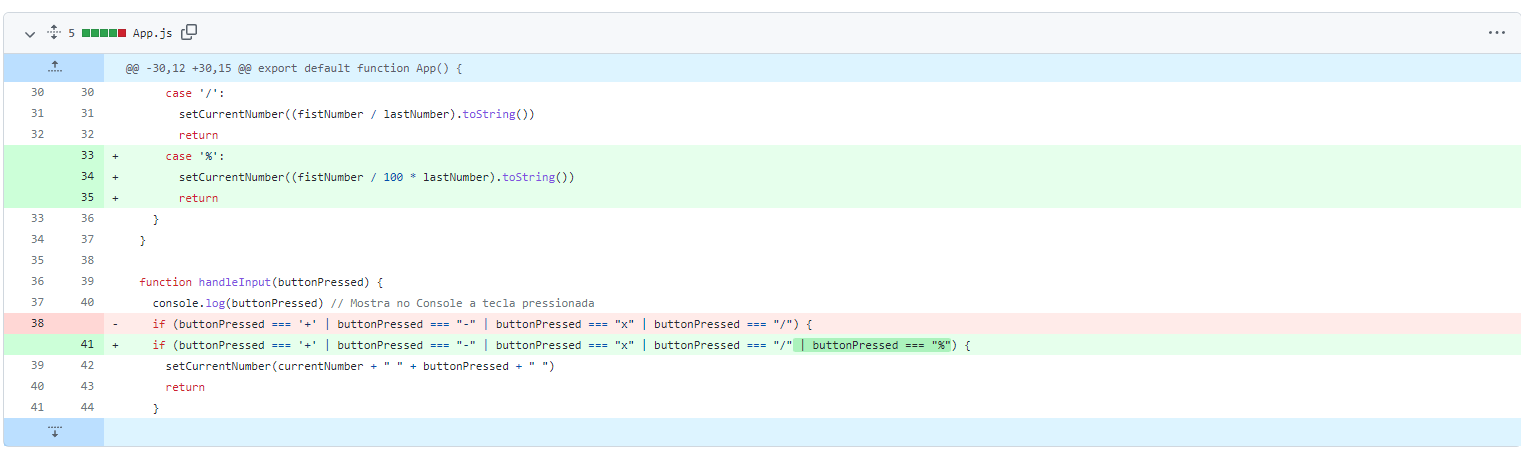 5 App.js
@@ -30,12 +30,15 @@ export default function App() {
30 30 case '/':
31 31 setCurrentNumber((fistNumber / lastNumber).toString())
32 32 return
33 + case '%':
34 + setCurrentNumber((fistNumber / 100 * lastNumber).toString())
35 + return
33 36 }
34 37 }
35 38
36 39 function handleInput(buttonPressed) {
37 40 console.log(buttonPressed) // Mostra no Console a tecla pressionada
38 - if (buttonPressed === '+' | buttonPressed === "-" | buttonPressed === "x" | buttonPressed === "/") {
41 + if (buttonPressed === '+' | buttonPressed === "-" | buttonPressed === "x" | buttonPressed === "/" | buttonPressed === "%") {
39 42 setCurrentNumber(currentNumber + " " + buttonPressed + " ")
40 43 return
41 44 }